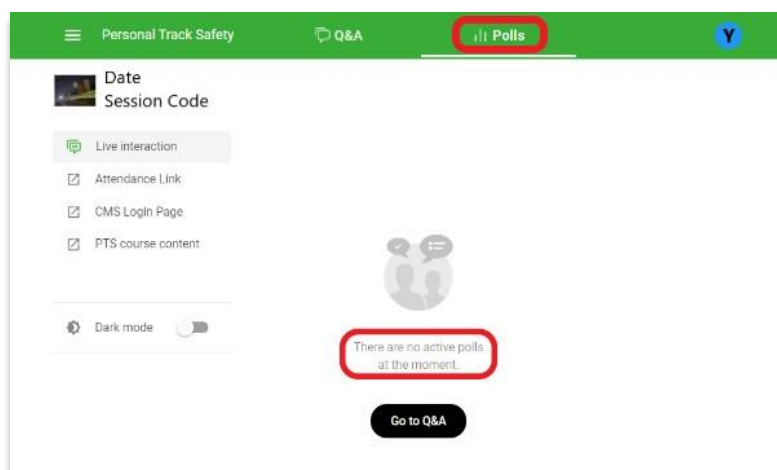 Personal Track Safety
Q&A
Polls
Y
Date
Session Code
Live interaction
Attendance Link
CMS Login Page
PTS course content
Dark mode
There are no active polls
at the moment.
Go to Q&A